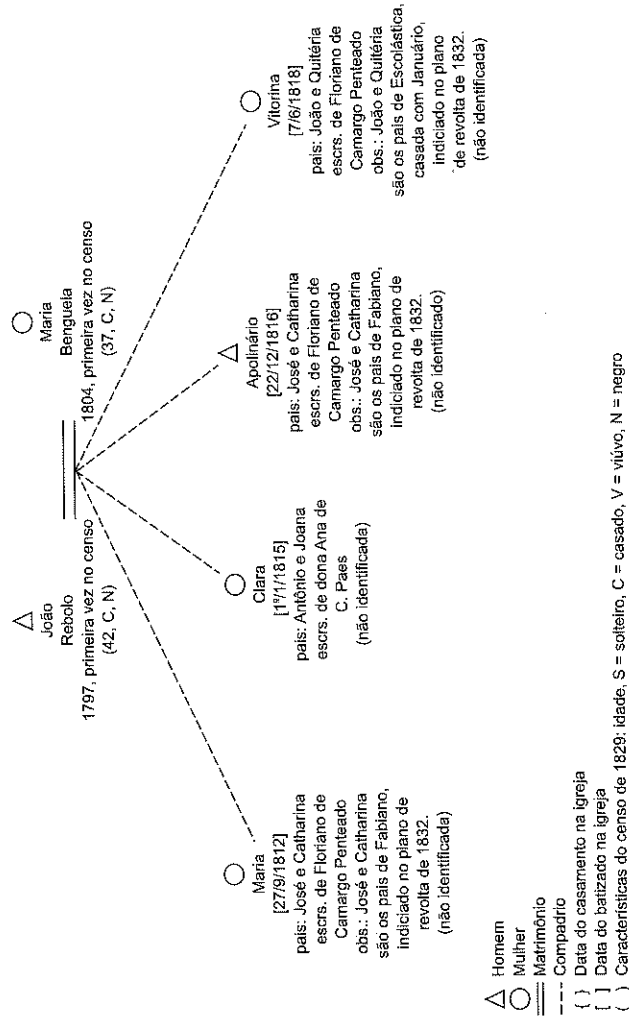 João
Rebolo
1797, primeira vez no censo
(42, C, N)
Maria
Benguela
1804, primeira vez no censo
(37, C, N)
Maria
[27/9/1812]
pais: José e Catharina
escrs. de Floriano de
Camargo Penteado
obs.: José e Catharina
são os pais de Fabiano,
indiciado no plano de
revolta de 1832.
(não identificada)
Clara
[1º/1/1815]
pais: Antônio e Joana
escrs. de dona Ana de
C. Paes
(não identificada)
Apolinário
[22/12/1816]
pais: José e Catharina
escrs. de Floriano de
Camargo Penteado
obs.: José e Catharina
são os pais de Fabiano,
indiciado no plano de
revolta de 1832.
(não identificado)
Vitorina
[7/6/1818]
pais: João e Quitéria
escrs. de Floriano de
Camargo Penteado
obs.: João e Quitéria
são os pais de Escolástica,
casada com Januário,
indiciado no plano
de revolta de 1832.
(não identificada)
Homem
Mulher
Matrimônio
Compadrio
{ } Data do casamento na igreja
[ ] Data do batizado na igreja
( ) Características do censo de 1829: idade, S = solteiro, C = casado, V = viúvo, N = negro